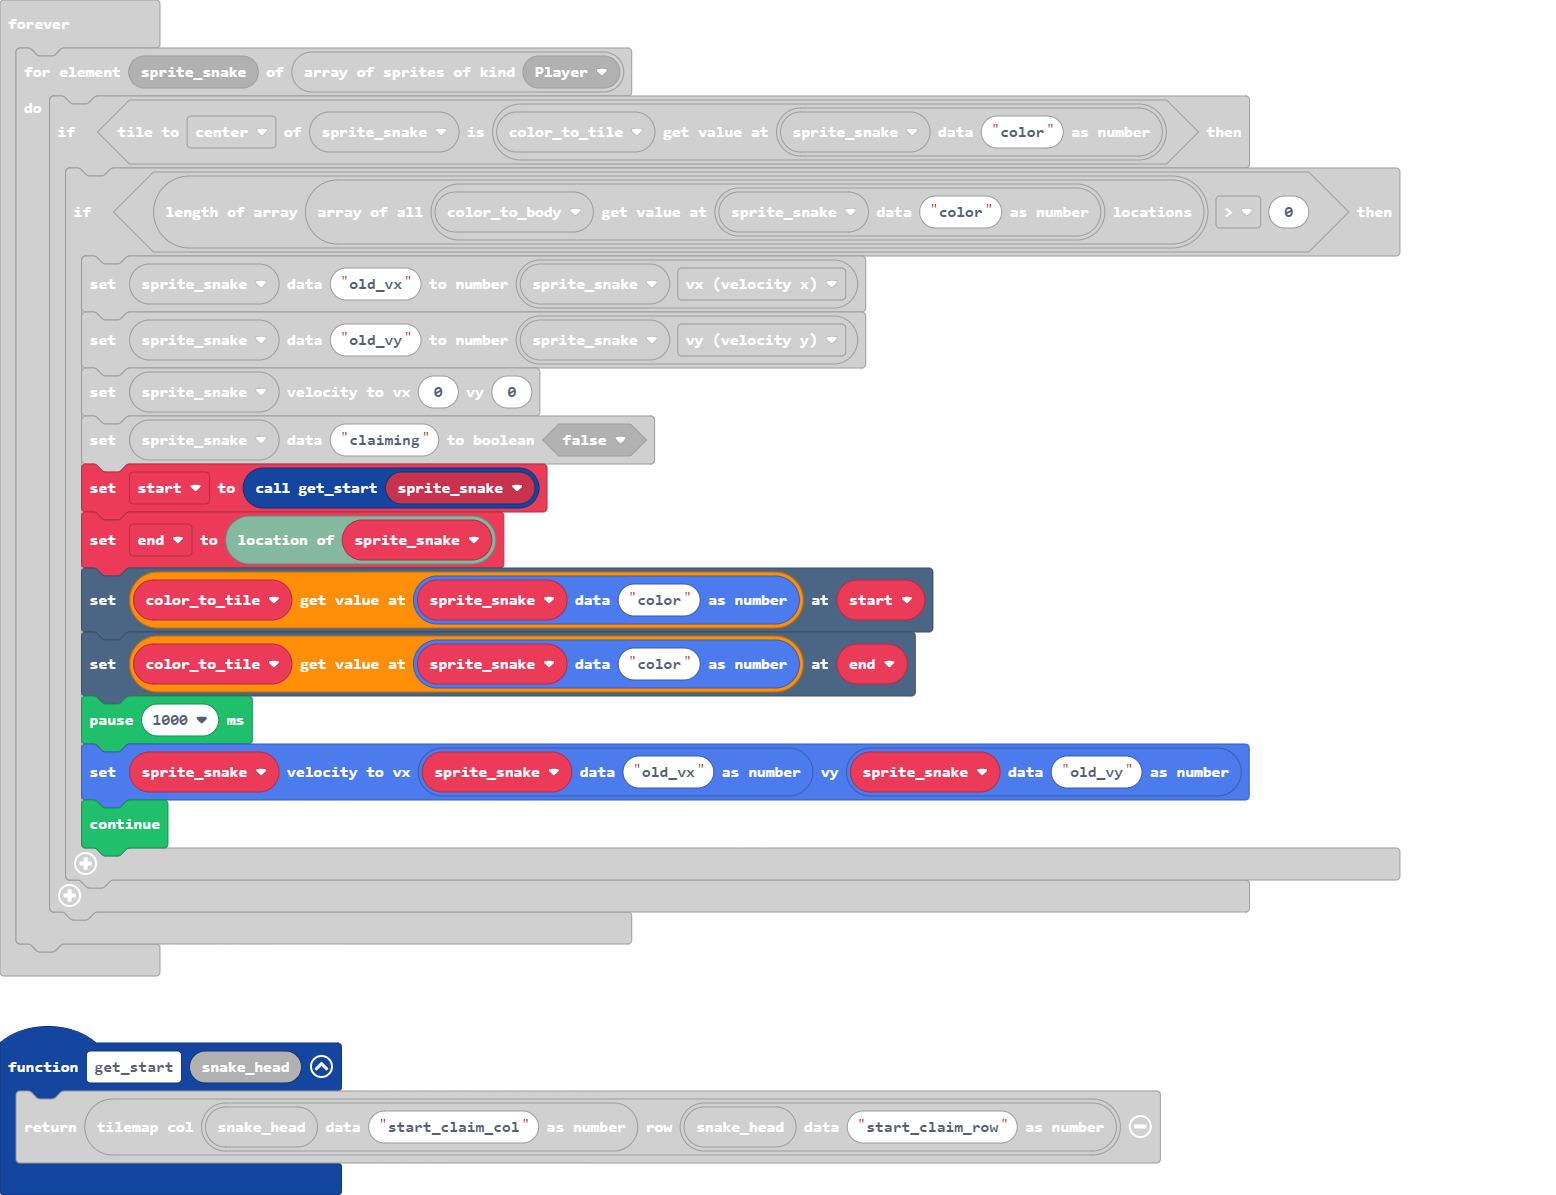 forever
for element sprite_snake of array of sprites of kind Player
do
if tile to center of sprite_snake is color_to_tile get value at sprite_snake data "color" as number then
if length of array array of all color_to_body get value at sprite_snake data "color" as number locations > 0 then
set sprite_snake data "old_vx" to number sprite_snake vx (velocity x)
set sprite_snake data "old_vy" to number sprite_snake vy (velocity y)
set sprite_snake velocity to vx 0 vy 0
set sprite_snake data "claiming" to boolean false
set start to call get_start sprite_snake
set end to location of sprite_snake
set color_to_tile get value at sprite_snake data "color" as number at start
set color_to_tile get value at sprite_snake data "color" as number at end
pause 1000 ms
set sprite_snake velocity to vx sprite_snake data "old_vx" as number vy sprite_snake data "old_vy" as number
continue
function get_start snake_head
return tilemap col snake_head data "start_claim_col" as number row snake_head data "start_claim_row" as number